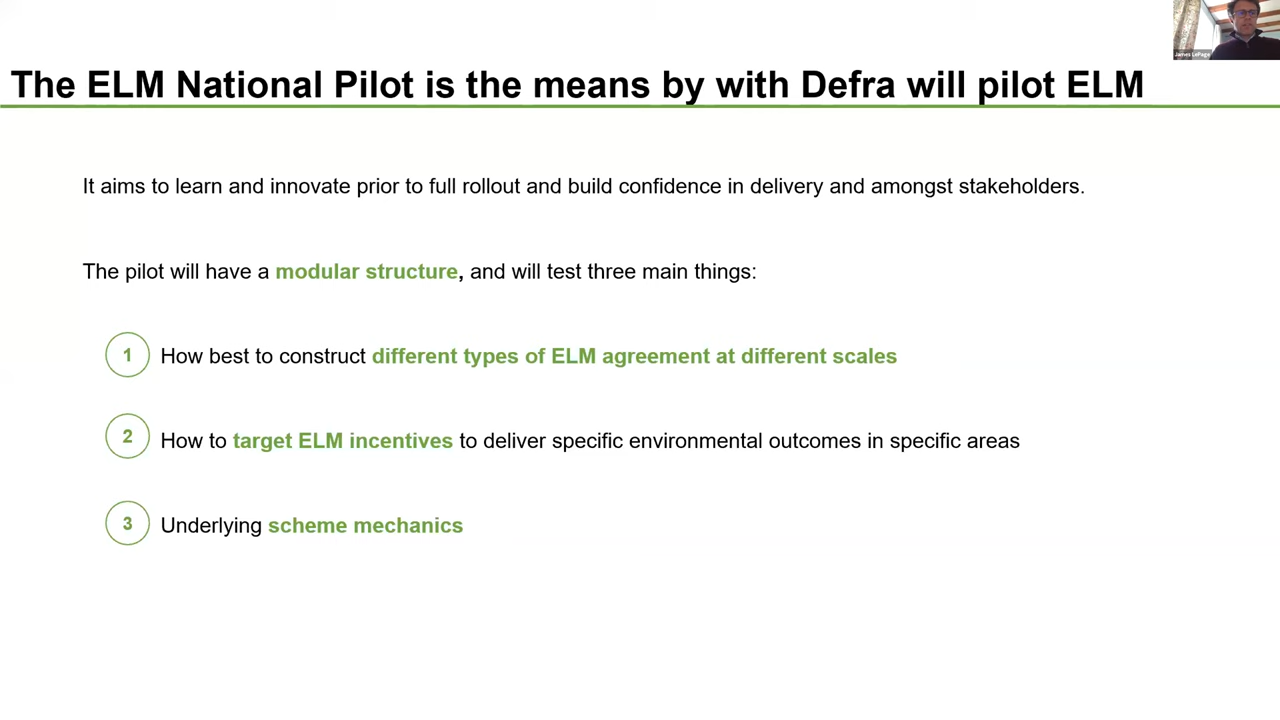 James LePage
The ELM National Pilot is the means by with Defra will pilot ELM
It aims to learn and innovate prior to full rollout and build confidence in delivery and amongst stakeholders.
The pilot will have a modular structure, and will test three main things:
1 How best to construct different types of ELM agreement at different scales
2 How to target ELM incentives to deliver specific environmental outcomes in specific areas
3 Underlying scheme mechanics